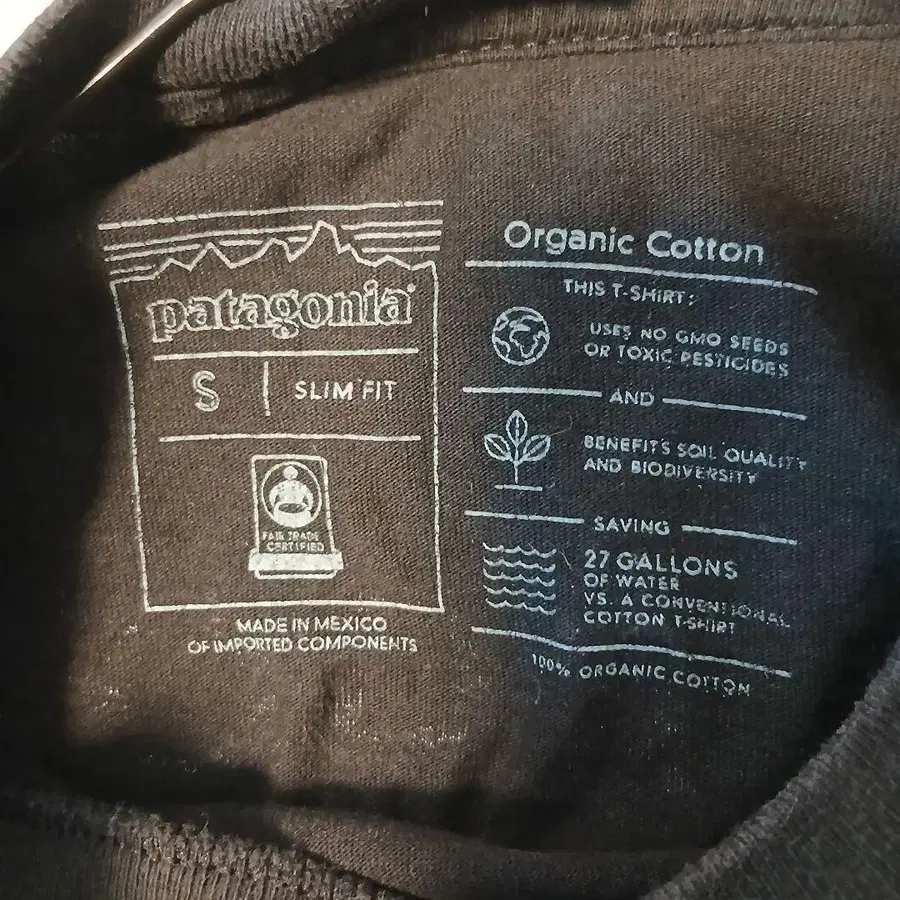 patagonia®
S | SLIM FIT
FAIR TRADE
CERTIFIED
MADE IN MEXICO
OF IMPORTED COMPONENTS
Organic Cotton
THIS T-SHIRT:
USES NO GMO SEEDS
OR TOXIC PESTICIDES
AND
BENEFITS SOIL QUALITY
AND BIODIVERSITY
SAVING
27 GALLONS
OF WATER
VS. A CONVENTIONAL
COTTON T-SHIRT
100% ORGANIC COTTON